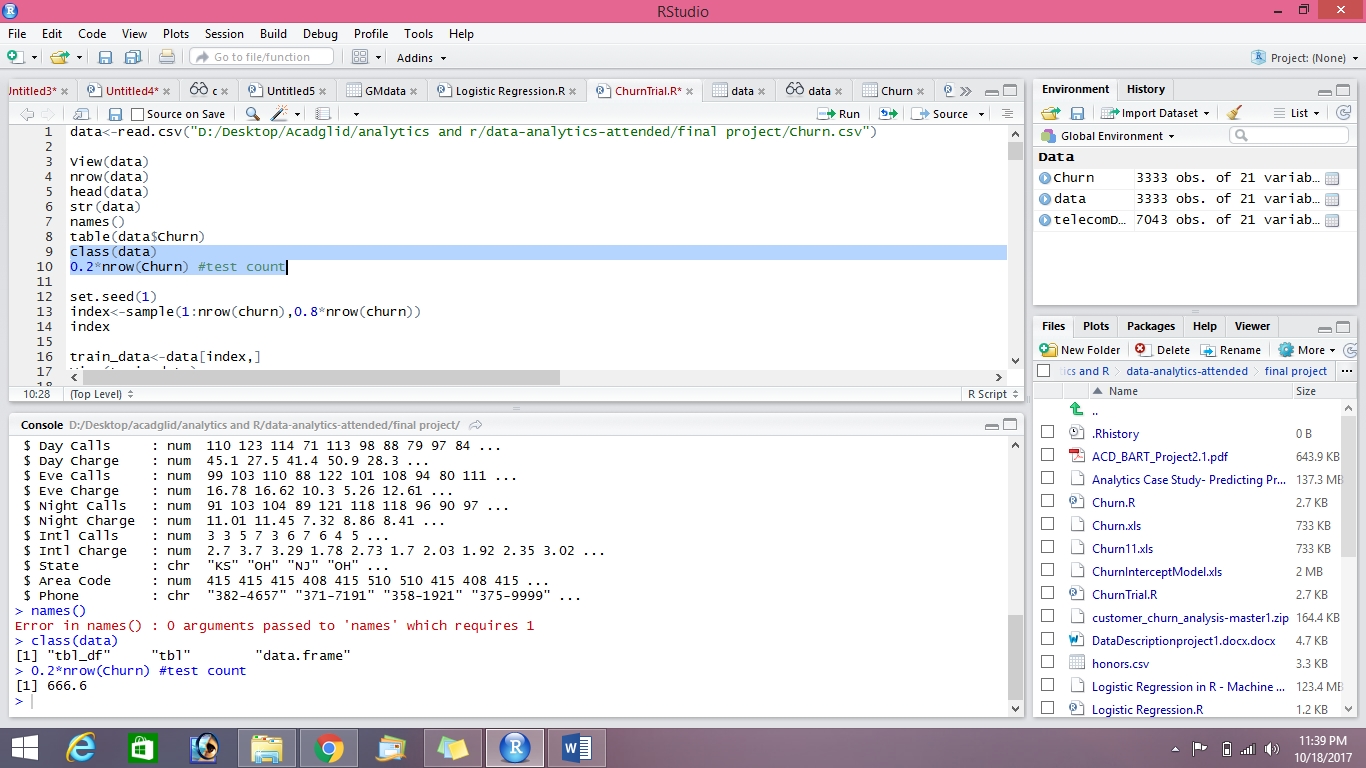 RStudio
File Edit Code View Plots Session Build Debug Profile Tools Help
Go to file/function Addins Project: (None)
Untitled3* Untitled4* c Untitled5 GMdata Logistic Regression.R ChurnTrial.R* data data Churn
Source on Save Run Source
1 data<-read.csv("D:/Desktop/Acadglid/analytics and r/data-analytics-attended/final project/Churn.csv")
2
3 View(data)
4 nrow(data)
5 head(data)
6 str(data)
7 names()
8 table(data$Churn)
9 class(data)
10 0.2*nrow(Churn) #test count
11
12 set.seed(1)
13 index<-sample(1:nrow(churn),0.8*nrow(churn))
14 index
15
16 train_data<-data[index,]
17
18
10:28 (Top Level) R Script
Console D:/Desktop/acadglid/analytics and R/data-analytics-attended/final project/
$ Day Calls : num 110 123 114 71 113 98 88 79 97 84 ...
$ Day Charge : num 45.1 27.5 41.4 50.9 28.3 ...
$ Eve Calls : num 99 103 110 88 122 101 108 94 80 111 ...
$ Eve Charge : num 16.78 16.62 10.3 5.26 12.61 ...
$ Night Calls : num 91 103 104 89 121 118 118 96 90 97 ...
$ Night Charge : num 11.01 11.45 7.32 8.86 8.41 ...
$ Intl Calls : num 3 3 5 7 3 6 7 6 4 5 ...
$ Intl Charge : num 2.7 3.7 3.29 1.78 2.73 1.7 2.03 1.92 2.35 3.02 ...
$ State : chr "KS" "OH" "NJ" "OH" ...
$ Area Code : num 415 415 415 408 415 510 510 415 408 415 ...
$ Phone : chr "382-4657" "371-7191" "358-1921" "375-9999" ...
> names()
Error in names() : 0 arguments passed to 'names' which requires 1
> class(data)
[1] "tbl_df" "tbl" "data.frame"
> 0.2*nrow(Churn) #test count
[1] 666.6
>
Environment History
Import Dataset List
Global Environment
Data
Churn 3333 obs. of 21 variab…
data 3333 obs. of 21 variab…
telecomD… 7043 obs. of 21 variab…
Files Plots Packages Help Viewer
New Folder Delete Rename More
tics and R data-analytics-attended final project ...
Name Size
..
.Rhistory 0 B
ACD_BART_Project2.1.pdf 643.9 KB
Analytics Case Study- Predicting Pr... 137.3 MB
Churn.R 2.7 KB
Churn.xls 733 KB
Churn11.xls 733 KB
ChurnInterceptModel.xls 2 MB
ChurnTrial.R 2.7 KB
customer_churn_analysis-master1.zip 164.4 KB
DataDescriptionproject1.docx.docx 4.7 KB
honors.csv 3.3 KB
Logistic Regression in R - Machine ... 123.4 MB
Logistic Regression.R 1.2 KB
11:39 PM
10/18/2017